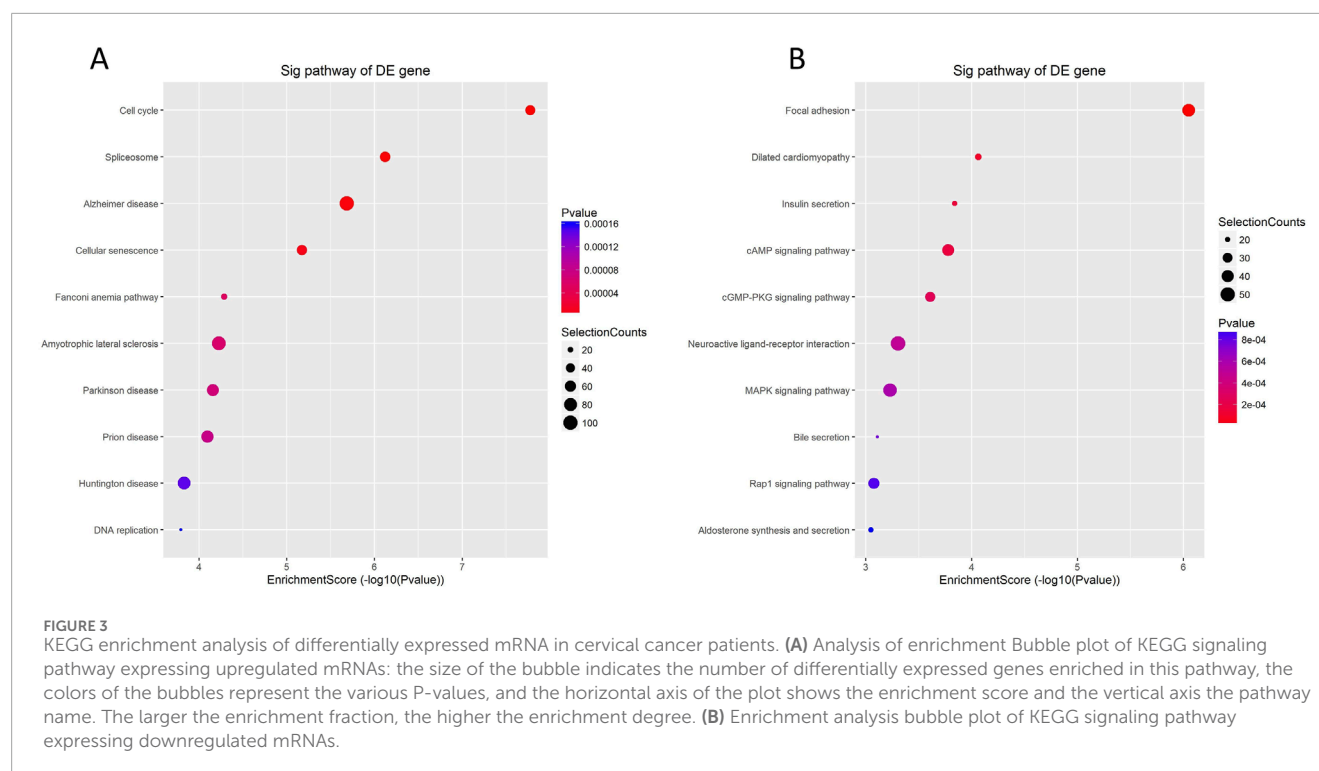 A
Sig pathway of DE gene
Cell cycle
Spliceosome
Alzheimer disease
Cellular senescence
Fanconi anemia pathway
Amyotrophic lateral sclerosis
Parkinson disease
Prion disease
Huntington disease
DNA replication
4 5 6 7
EnrichmentScore (-log10(Pvalue))
Pvalue
0.00016
0.00012
0.00008
0.00004
SelectionCounts
20
40
60
80
100
B
Sig pathway of DE gene
Focal adhesion
Dilated cardiomyopathy
Insulin secretion
cAMP signaling pathway
cGMP-PKG signaling pathway
Neuroactive ligand-receptor interaction
MAPK signaling pathway
Bile secretion
Rap1 signaling pathway
Aldosterone synthesis and secretion
3 4 5 6
EnrichmentScore (-log10(Pvalue))
SelectionCounts
20
30
40
50
Pvalue
8e-04
6e-04
4e-04
2e-04
FIGURE 3
KEGG enrichment analysis of differentially expressed mRNA in cervical cancer patients. (A) Analysis of enrichment Bubble plot of KEGG signaling
pathway expressing upregulated mRNAs: the size of the bubble indicates the number of differentially expressed genes enriched in this pathway, the
colors of the bubbles represent the various P-values, and the horizontal axis of the plot shows the enrichment score and the vertical axis the pathway
name. The larger the enrichment fraction, the higher the enrichment degree. (B) Enrichment analysis bubble plot of KEGG signaling pathway
expressing downregulated mRNAs.